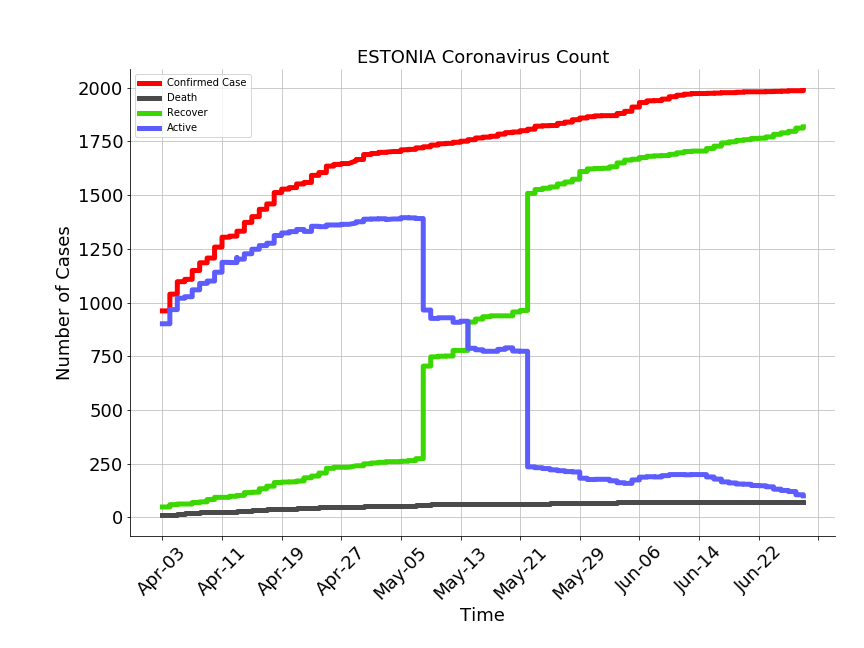 ESTONIA Coronavirus Count
Confirmed Case
Death
Recover
Active
2000
1750
1500
1250
1000
750
500
250
0
Number of Cases
Apr-03
Apr-11
Apr-19
Apr-27
May-05
May-13
May-21
May-29
Jun-06
Jun-14
Jun-22
Time